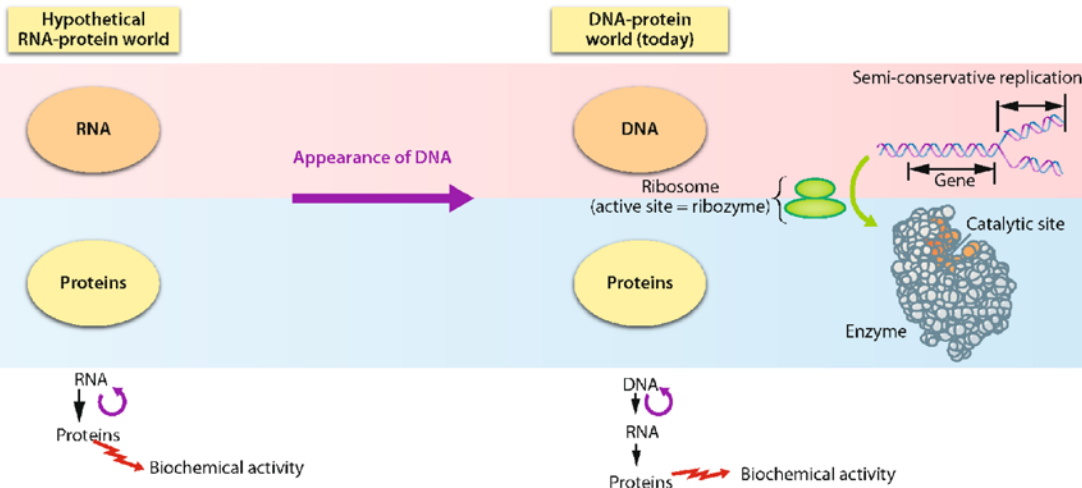 Hypothetical
RNA-protein world
DNA-protein
world (today)
Semi-conservative replication
RNA
DNA
Appearance of DNA
Gene
Ribosome
(active site = ribozyme)
Catalytic site
Proteins
Proteins
Enzyme
RNA
Proteins
Biochemical activity
DNA
RNA
Proteins
Biochemical activity